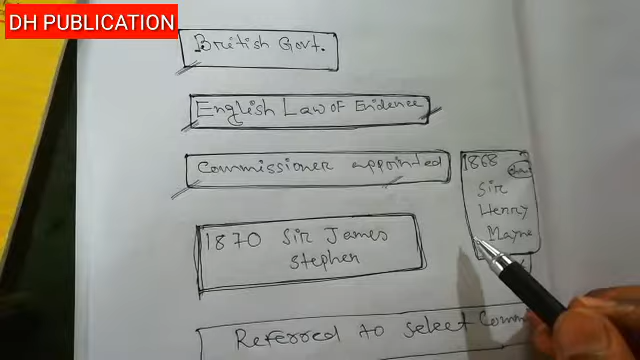 DH PUBLICATION
British Govt.
English Law of Evidence
Commissioner appointed
1868
Sir
Henry
Mayne
1870 Sir James
Stephen
Referred to select